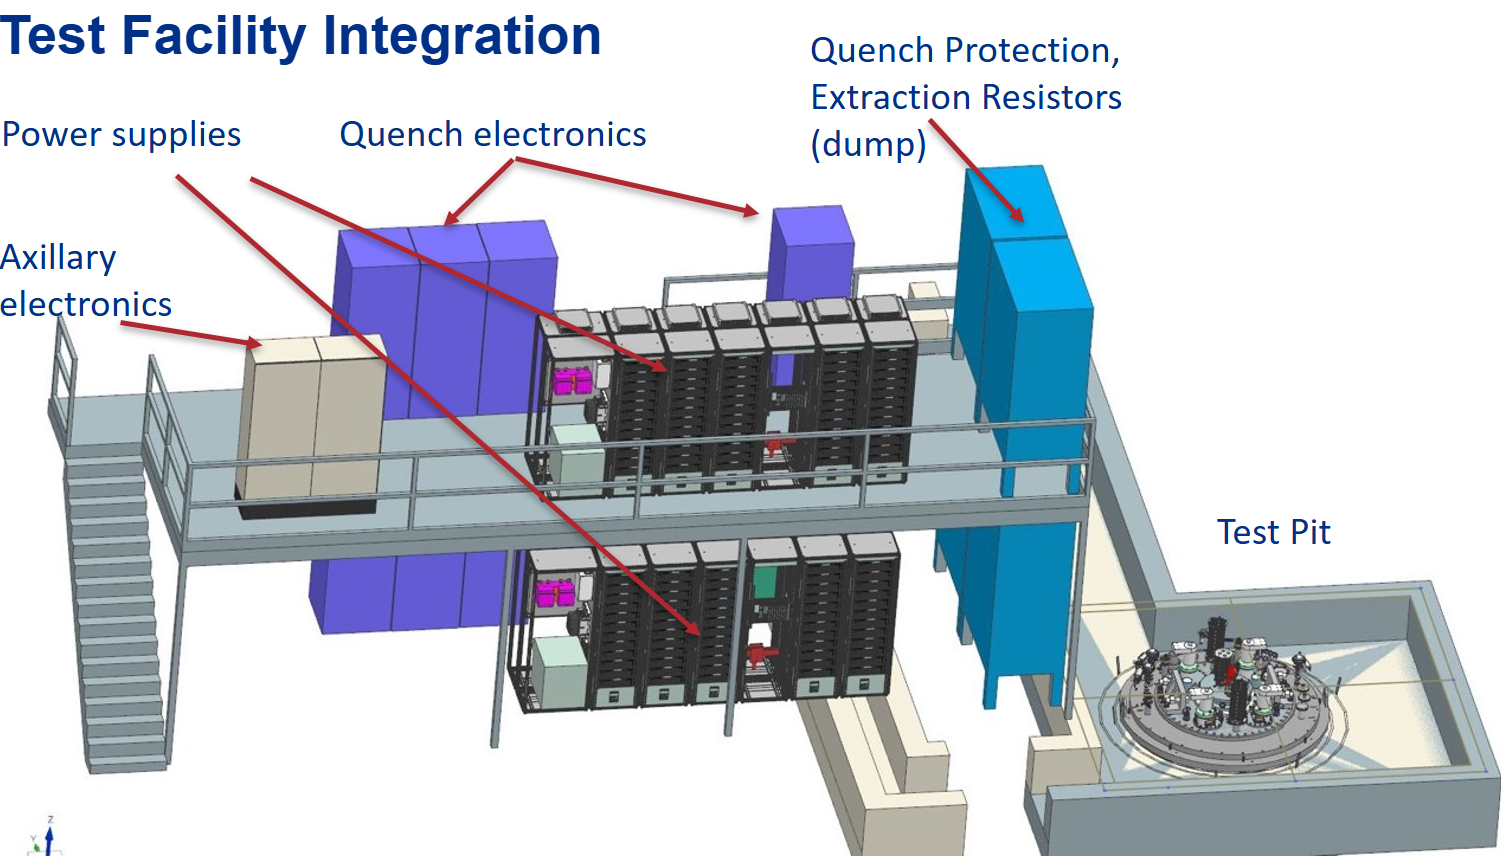 Test Facility Integration
Quench Protection,
Extraction Resistors
(dump)
Power supplies
Quench electronics
Axillary
electronics
Test Pit
Z
Y